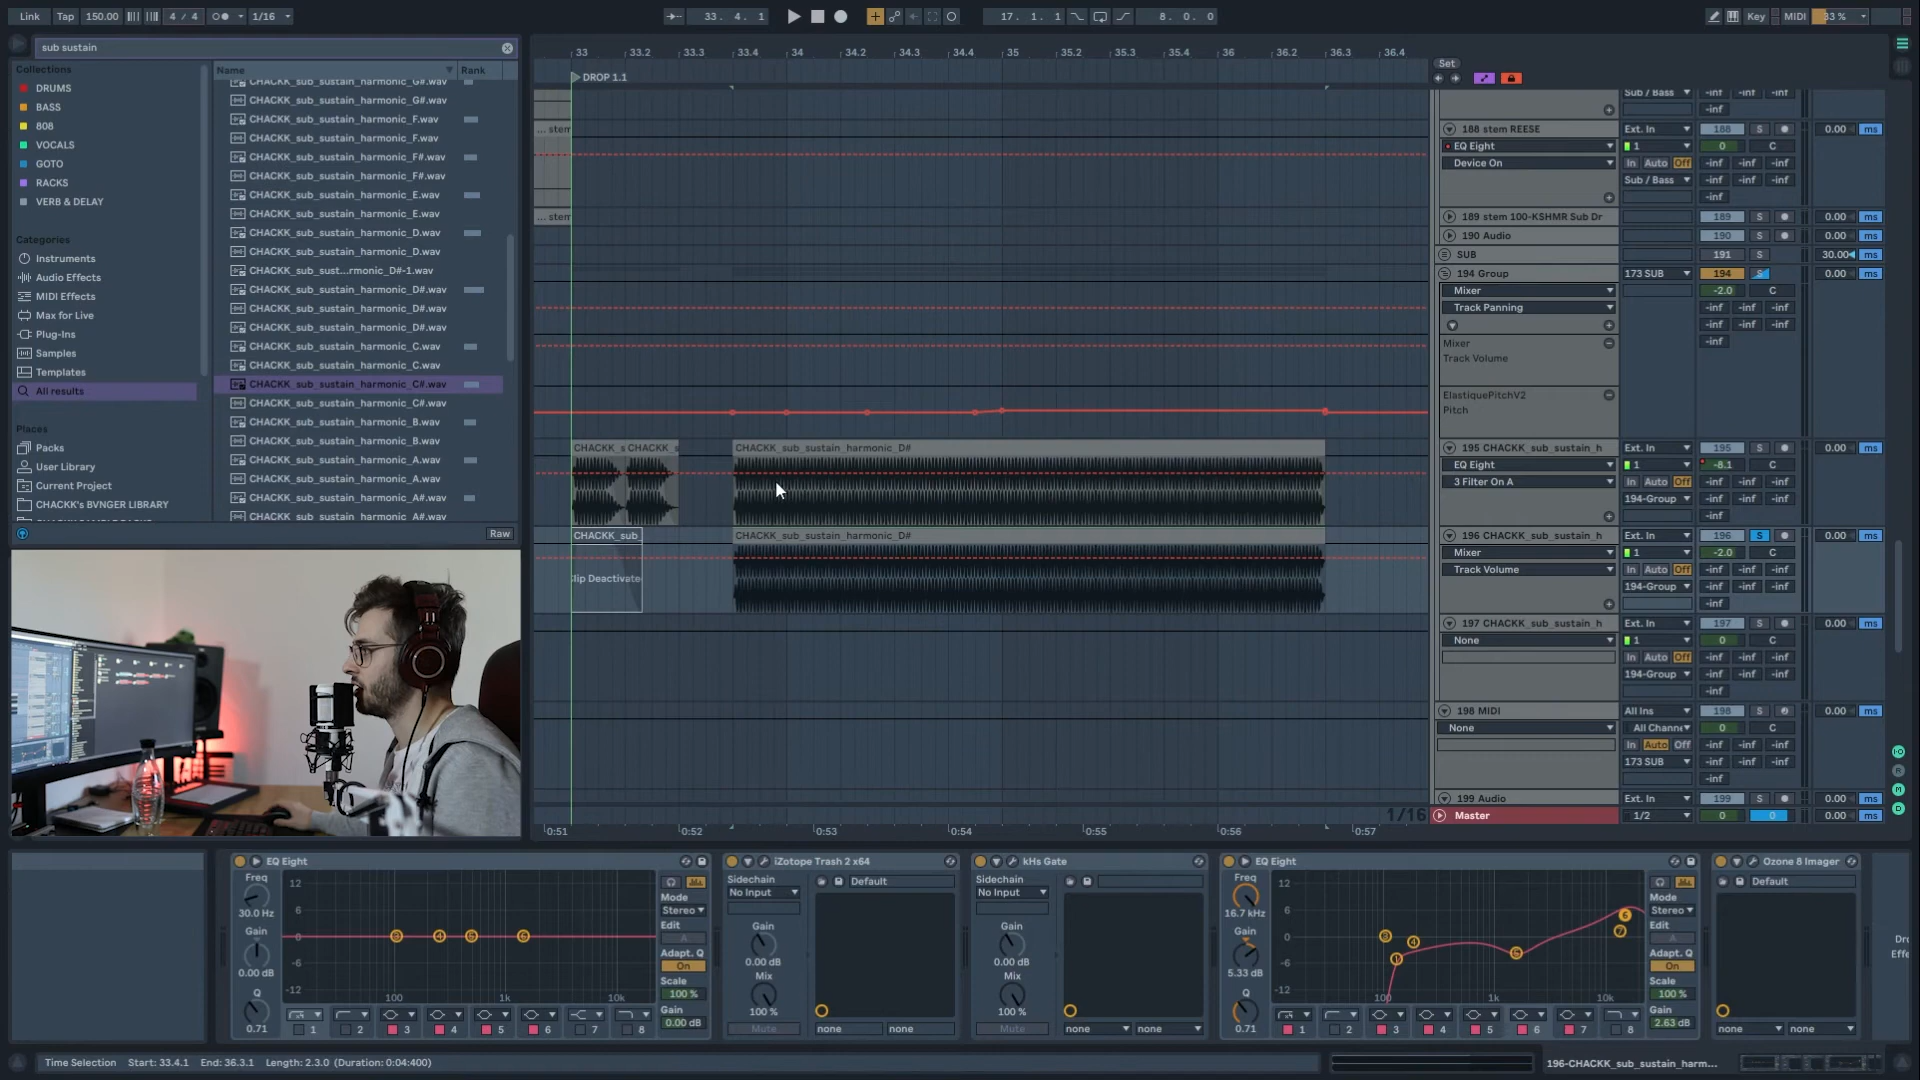 Link Tap 150.00 4 / 4 1/16 33. 4. 1 17. 1. 1 8. 0. 0 Key MIDI 33 %
sub sustain
33 33.2 33.3 33.4 34 34.2 34.3 34.4 35 35.2 35.3 35.4 36 36.2 36.3 36.4
DROP 1.1
Set
Collections
DRUMS
BASS
808
VOCALS
GOTO
RACKS
VERB & DELAY
Categories
Instruments
Audio Effects
MIDI Effects
Max for Live
Plug-Ins
Samples
Templates
All results
Places
Packs
User Library
Current Project
CHACKK's BVNGER LIBRARY
Name Rank
CHACKK_sub_sustain_harmonic_G#.wav
CHACKK_sub_sustain_harmonic_G#.wav
CHACKK_sub_sustain_harmonic_F.wav
CHACKK_sub_sustain_harmonic_F.wav
CHACKK_sub_sustain_harmonic_F#.wav
CHACKK_sub_sustain_harmonic_F#.wav
CHACKK_sub_sustain_harmonic_E.wav
CHACKK_sub_sustain_harmonic_E.wav
CHACKK_sub_sustain_harmonic_D.wav
CHACKK_sub_sustain_harmonic_D.wav
CHACKK_sub_sust...rmonic_D#-1.wav
CHACKK_sub_sustain_harmonic_D#.wav
CHACKK_sub_sustain_harmonic_D#.wav
CHACKK_sub_sustain_harmonic_D#.wav
CHACKK_sub_sustain_harmonic_C.wav
CHACKK_sub_sustain_harmonic_C.wav
CHACKK_sub_sustain_harmonic_C#.wav
CHACKK_sub_sustain_harmonic_C#.wav
CHACKK_sub_sustain_harmonic_B.wav
CHACKK_sub_sustain_harmonic_B.wav
CHACKK_sub_sustain_harmonic_A.wav
CHACKK_sub_sustain_harmonic_A.wav
CHACKK_sub_sustain_harmonic_A#.wav
CHACKK_sub_sustain_harmonic_A#.wav
Raw
... stem
... stem
CHACKK_s CHACKK_s CHACKK_sub_sustain_harmonic_D#
CHACKK_sub_ CHACKK_sub_sustain_harmonic_D#
lip Deactivate
1/16
0:51 0:52 0:53 0:54 0:55 0:56 0:57
Sub / Bass -inf -inf -inf
-inf
188 stem REESE Ext. In 188 S 0.00 ms
EQ Eight 1 0 C
Device On In Auto Off -inf -inf -inf
Sub / Bass -inf -inf -inf
-inf
189 stem 100-KSHMR Sub Dr 189 S 0.00 ms
190 Audio 190 S 0.00 ms
SUB 191 S 30.00 ms
194 Group 173 SUB 194 S 0.00 ms
Mixer -2.0 C
Track Panning -inf -inf -inf
-inf -inf -inf
Mixer -inf
Track Volume
ElastiquePitchV2
Pitch
195 CHACKK_sub_sustain_h Ext. In 195 S 0.00 ms
EQ Eight 1 -8.1 C
3 Filter On A In Auto Off -inf -inf -inf
194-Group -inf -inf -inf
-inf
196 CHACKK_sub_sustain_h Ext. In 196 S 0.00 ms
Mixer 1 -2.0 C
Track Volume In Auto Off -inf -inf -inf
194-Group -inf -inf -inf
-inf
197 CHACKK_sub_sustain_h Ext. In 197 S 0.00 ms
None 1 0 C
In Auto Off -inf -inf -inf
194-Group -inf -inf -inf
-inf
198 MIDI All Ins 198 S 0.00 ms
None All Channe 0 C
In Auto Off -inf -inf -inf
173 SUB -inf -inf -inf
-inf
199 Audio Ext. In 199 S 0.00 ms
Master 1/2 0 0 0.00 ms
EQ Eight
Freq
30.0 Hz
Gain
0.00 dB
Q
0.71
12
6
0
-6
-12
100 1k 10k
1 2 3 4 5 6 7 8
Mode
Stereo
Edit
A
Adapt. Q
On
Scale
100 %
Gain
0.00 dB
iZotope Trash 2 x64
Sidechain
No Input
Default
Gain
0.00 dB
Mix
100 %
Mute
none none
kHs Gate
Sidechain
No Input
Gain
0.00 dB
Mix
100 %
Mute
none none
EQ Eight
Freq
16.7 kHz
Gain
5.33 dB
Q
0.71
12
6
0
-6
-12
100 1k 10k
1 2 3 4 5 6 7 8
Mode
Stereo
Edit
A
Adapt. Q
On
Scale
100 %
Gain
2.63 dB
Ozone 8 Imager
Default
none none
Dro
Effe
Time Selection Start: 33.4.1 End: 36.3.1 Length: 2.3.0 (Duration: 0:04:400)
196-CHACKK_sub_sustain_harm...